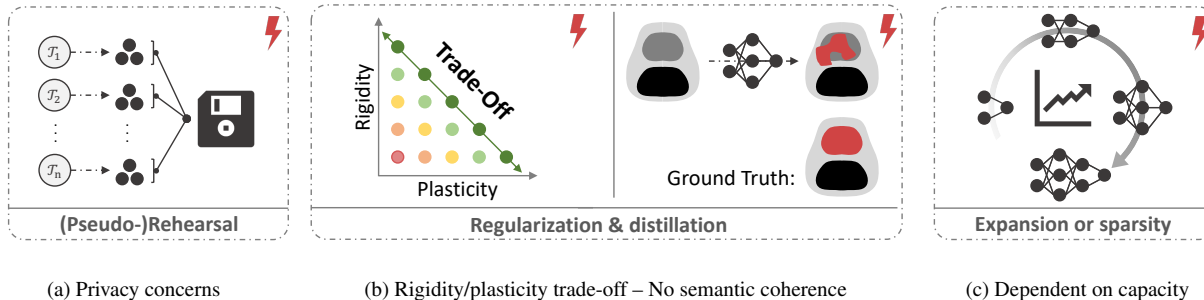 𝒯1
𝒯2
𝒯n
(Pseudo-)Rehearsal
Rigidity
Trade-Off
Plasticity
Ground Truth:
Regularization & distillation
Expansion or sparsity
(a) Privacy concerns
(b) Rigidity/plasticity trade-off – No semantic coherence
(c) Dependent on capacity